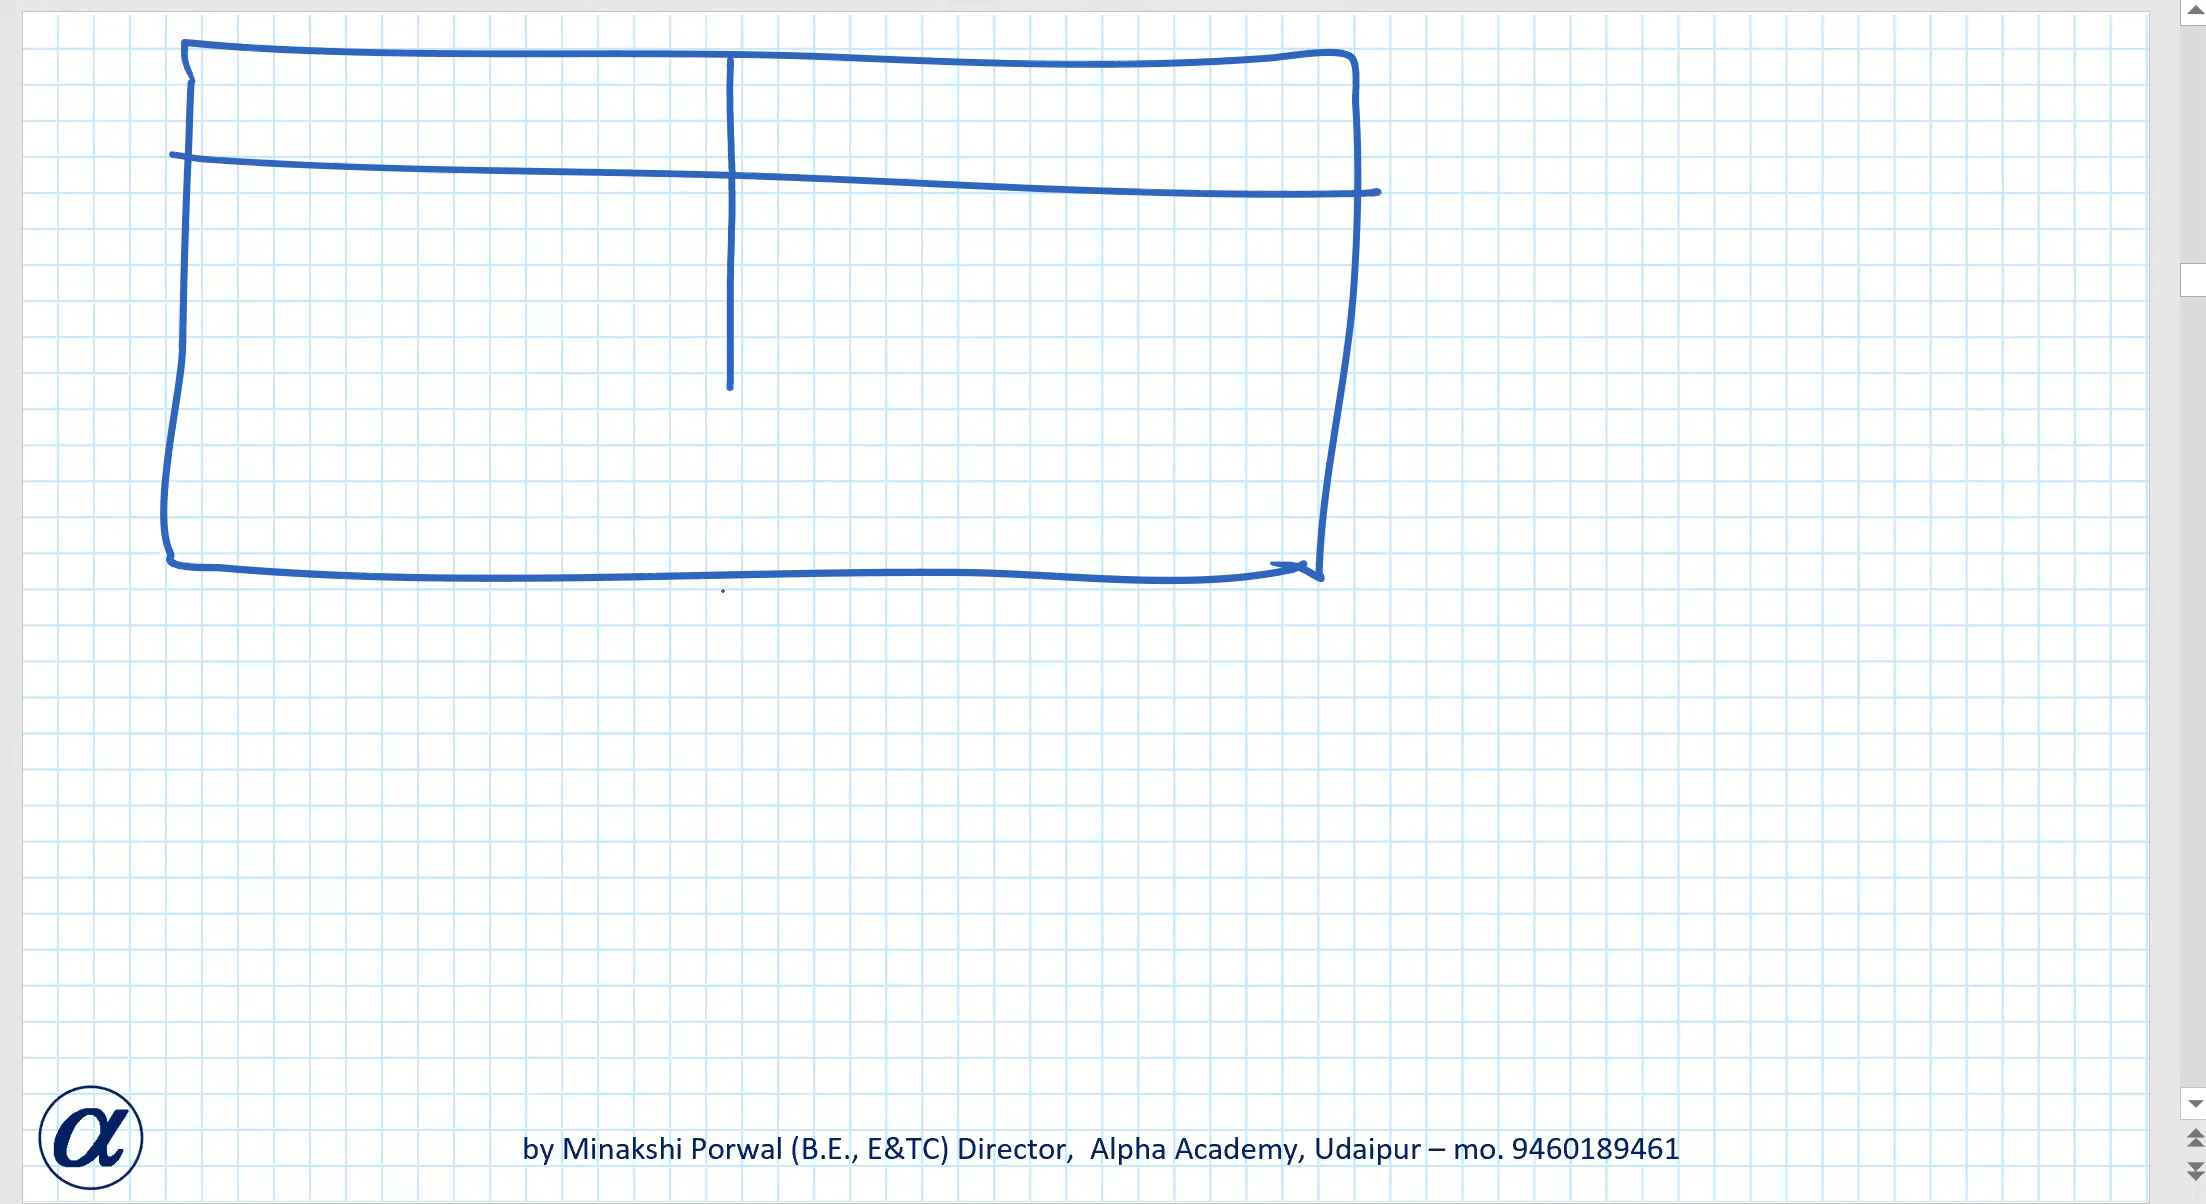 α
by Minakshi Porwal (B.E., E&TC) Director,  Alpha Academy, Udaipur – mo. 9460189461